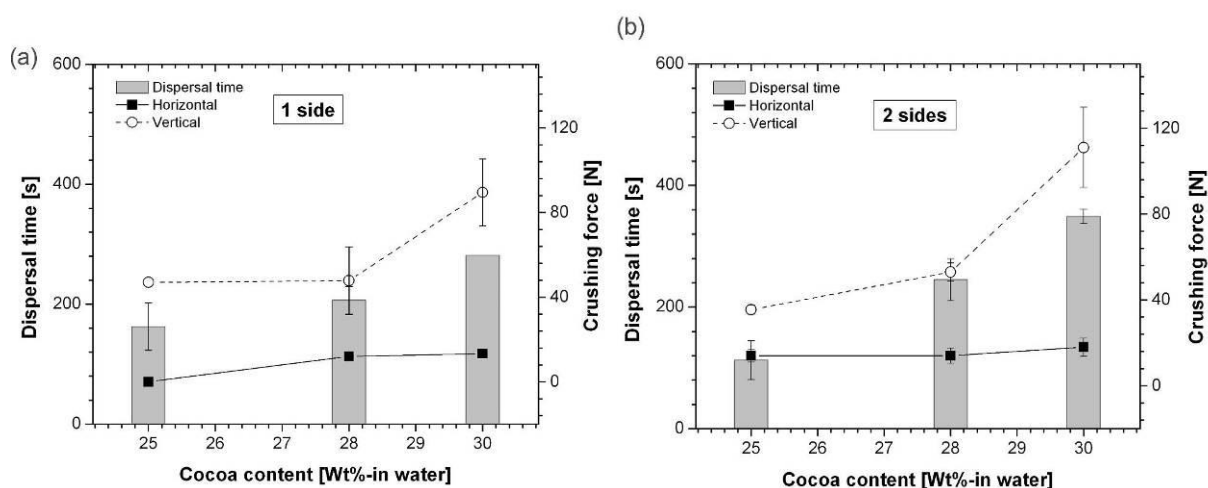 (a)
600
400
200
0
Dispersal time [s]
Dispersal time
Horizontal
Vertical
1 side
120
80
40
0
Crushing force [N]
25 26 27 28 29 30
Cocoa content [Wt%-in water]
(b)
600
400
200
0
Dispersal time [s]
Dispersal time
Horizontal
Vertical
2 sides
120
80
40
0
Crushing force [N]
25 26 27 28 29 30
Cocoa content [Wt%-in water]